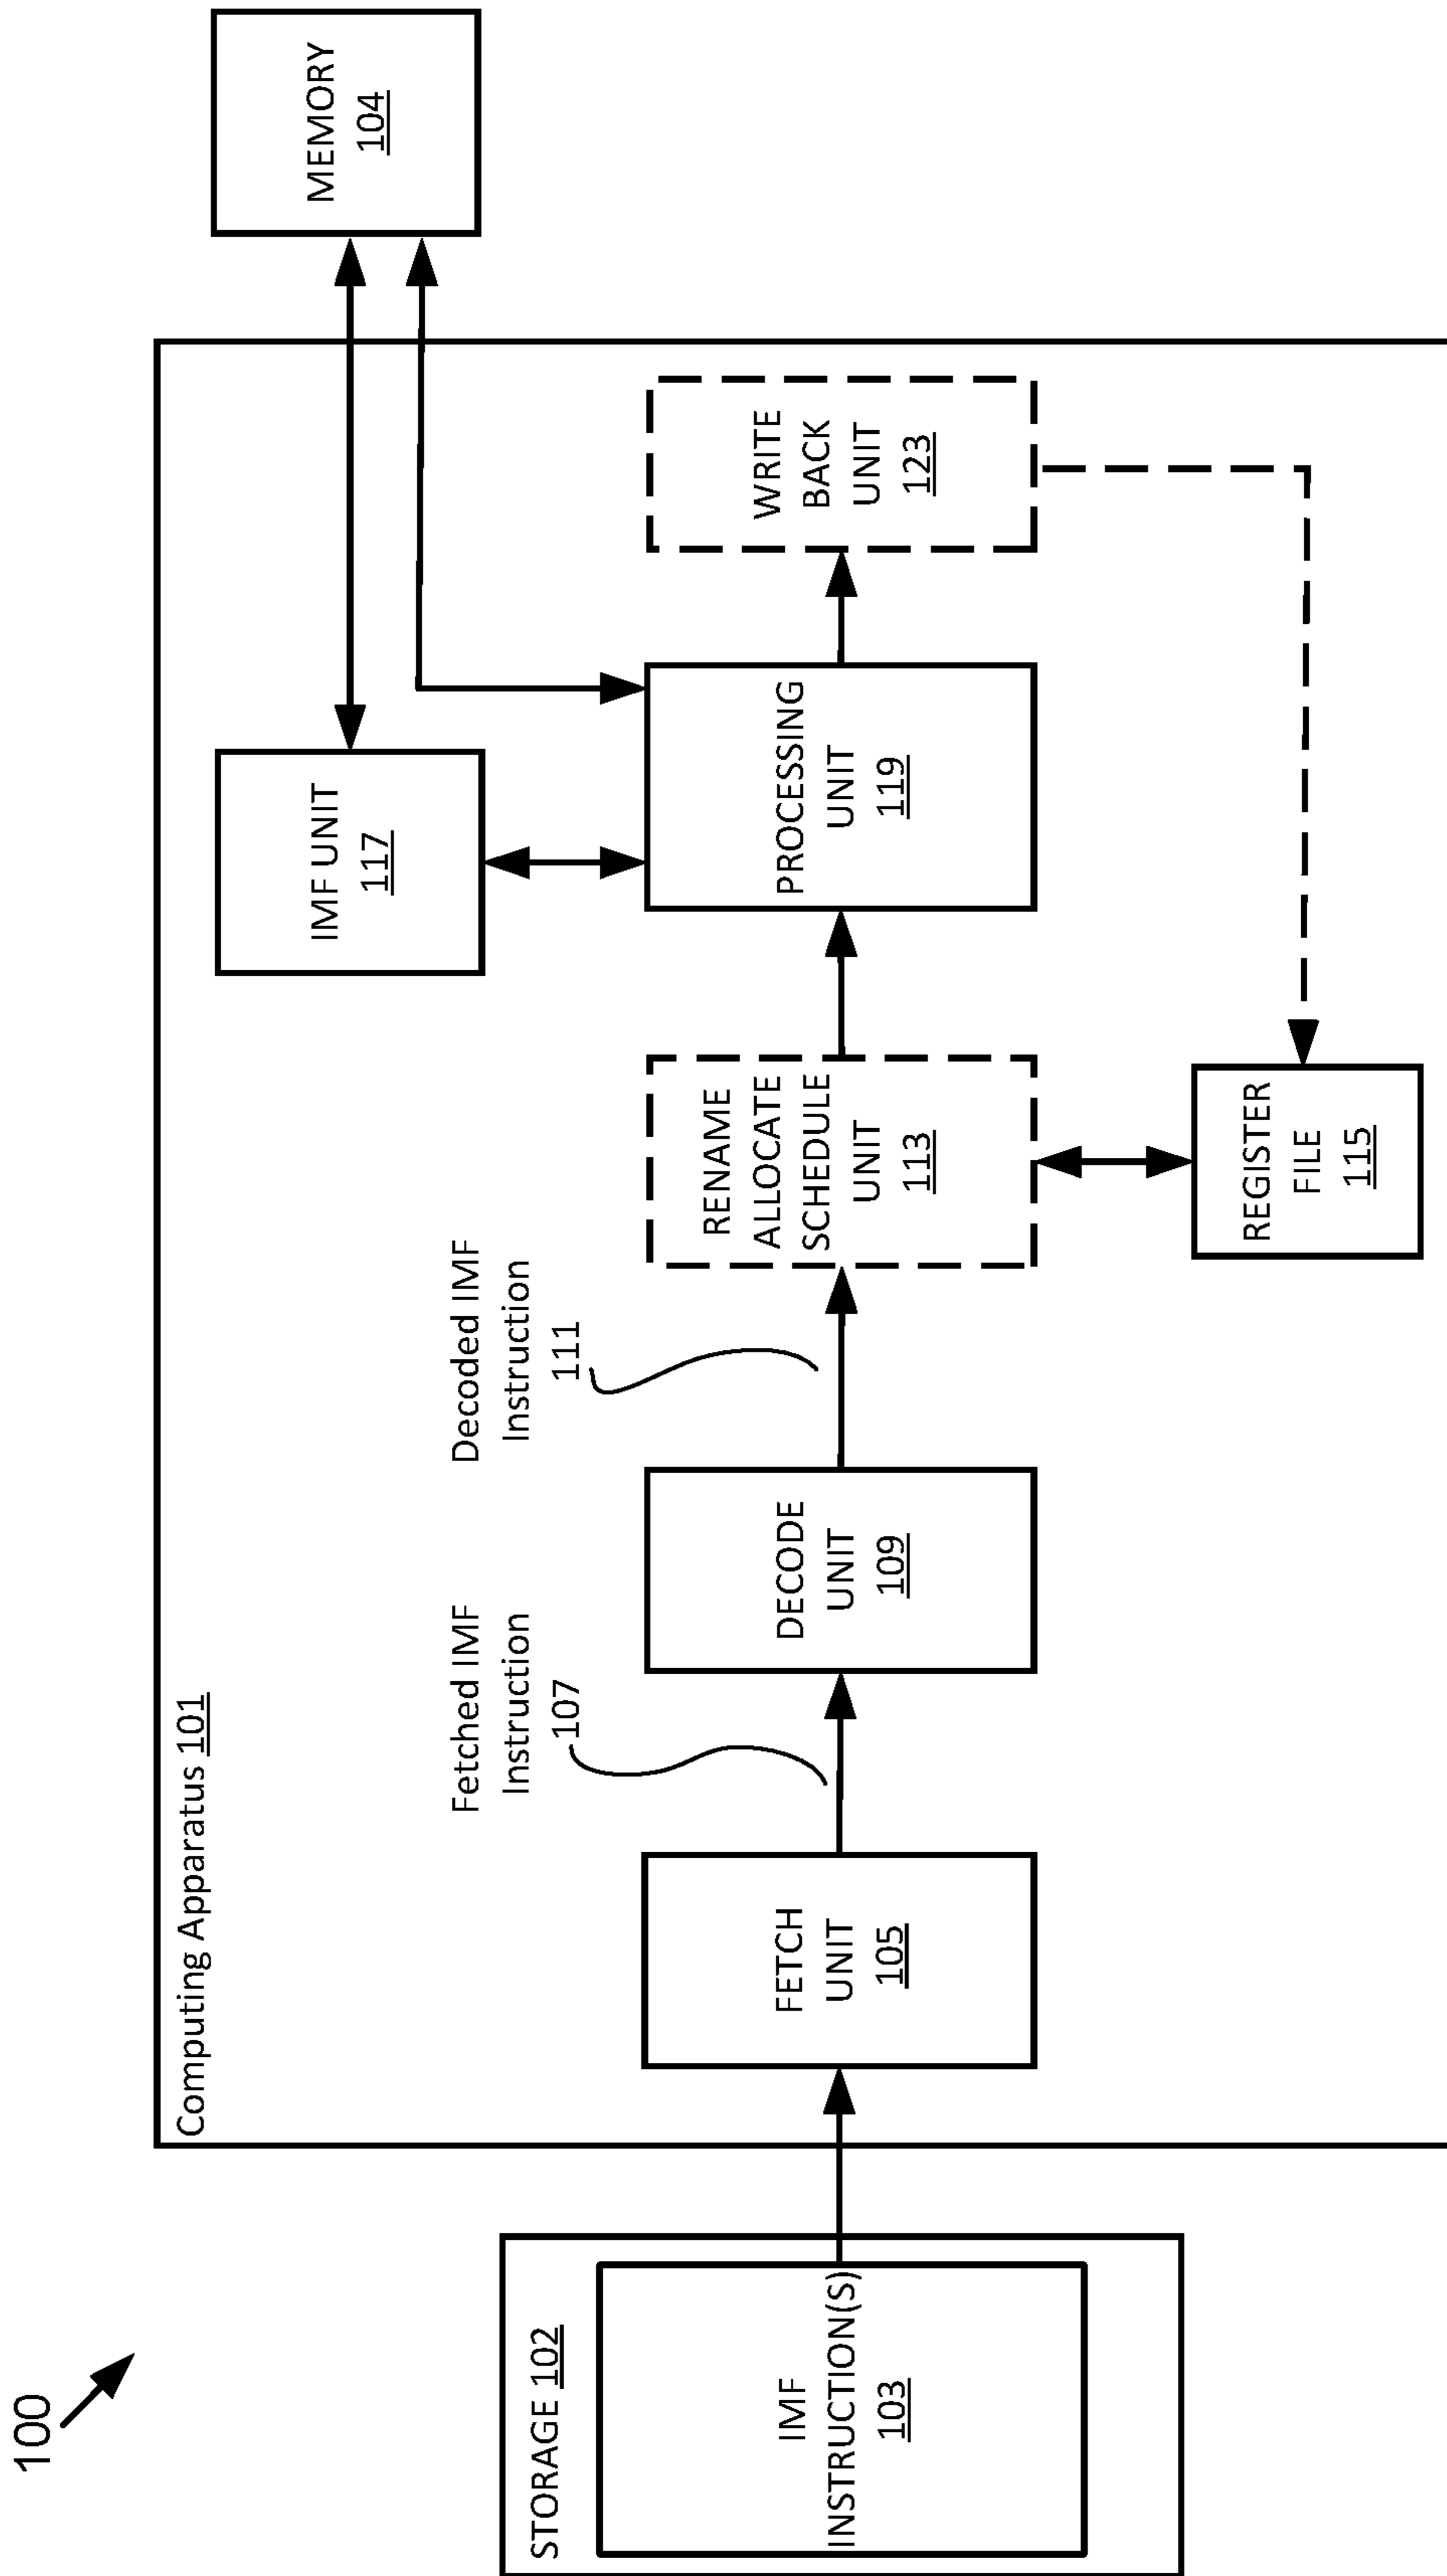 100
STORAGE 102
IMF
INSTRUCTION(S)
103
Computing Apparatus 101
FETCH
UNIT
105
Fetched IMF
Instruction
107
DECODE
UNIT
109
Decoded IMF
Instruction
111
RENAME
ALLOCATE
SCHEDULE
UNIT
113
REGISTER
FILE
115
IMF UNIT
117
PROCESSING
UNIT
119
WRITE
BACK
UNIT
123
MEMORY
104